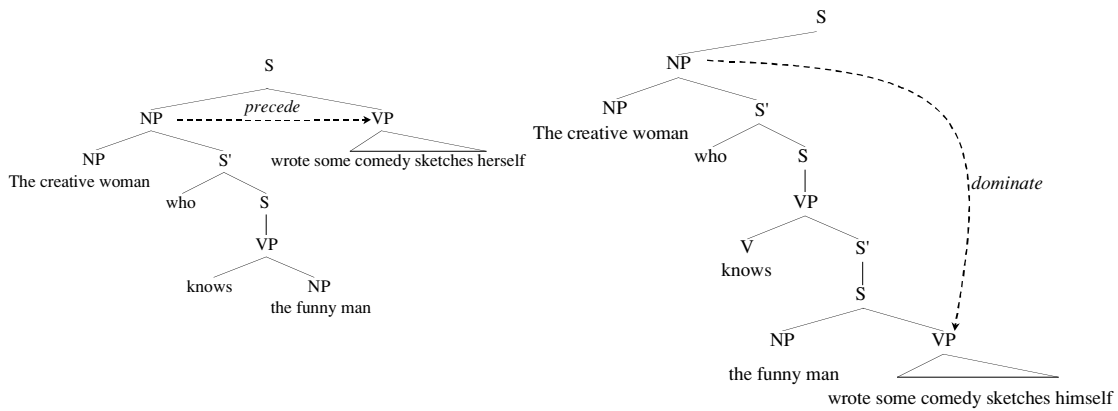 S
NP
precede
VP
NP
S'
wrote some comedy sketches herself
The creative woman
who
S
VP
knows
NP
the funny man
S
NP
NP
S'
The creative woman
who
S
dominate
VP
V
S'
knows
S
NP
VP
the funny man
wrote some comedy sketches himself